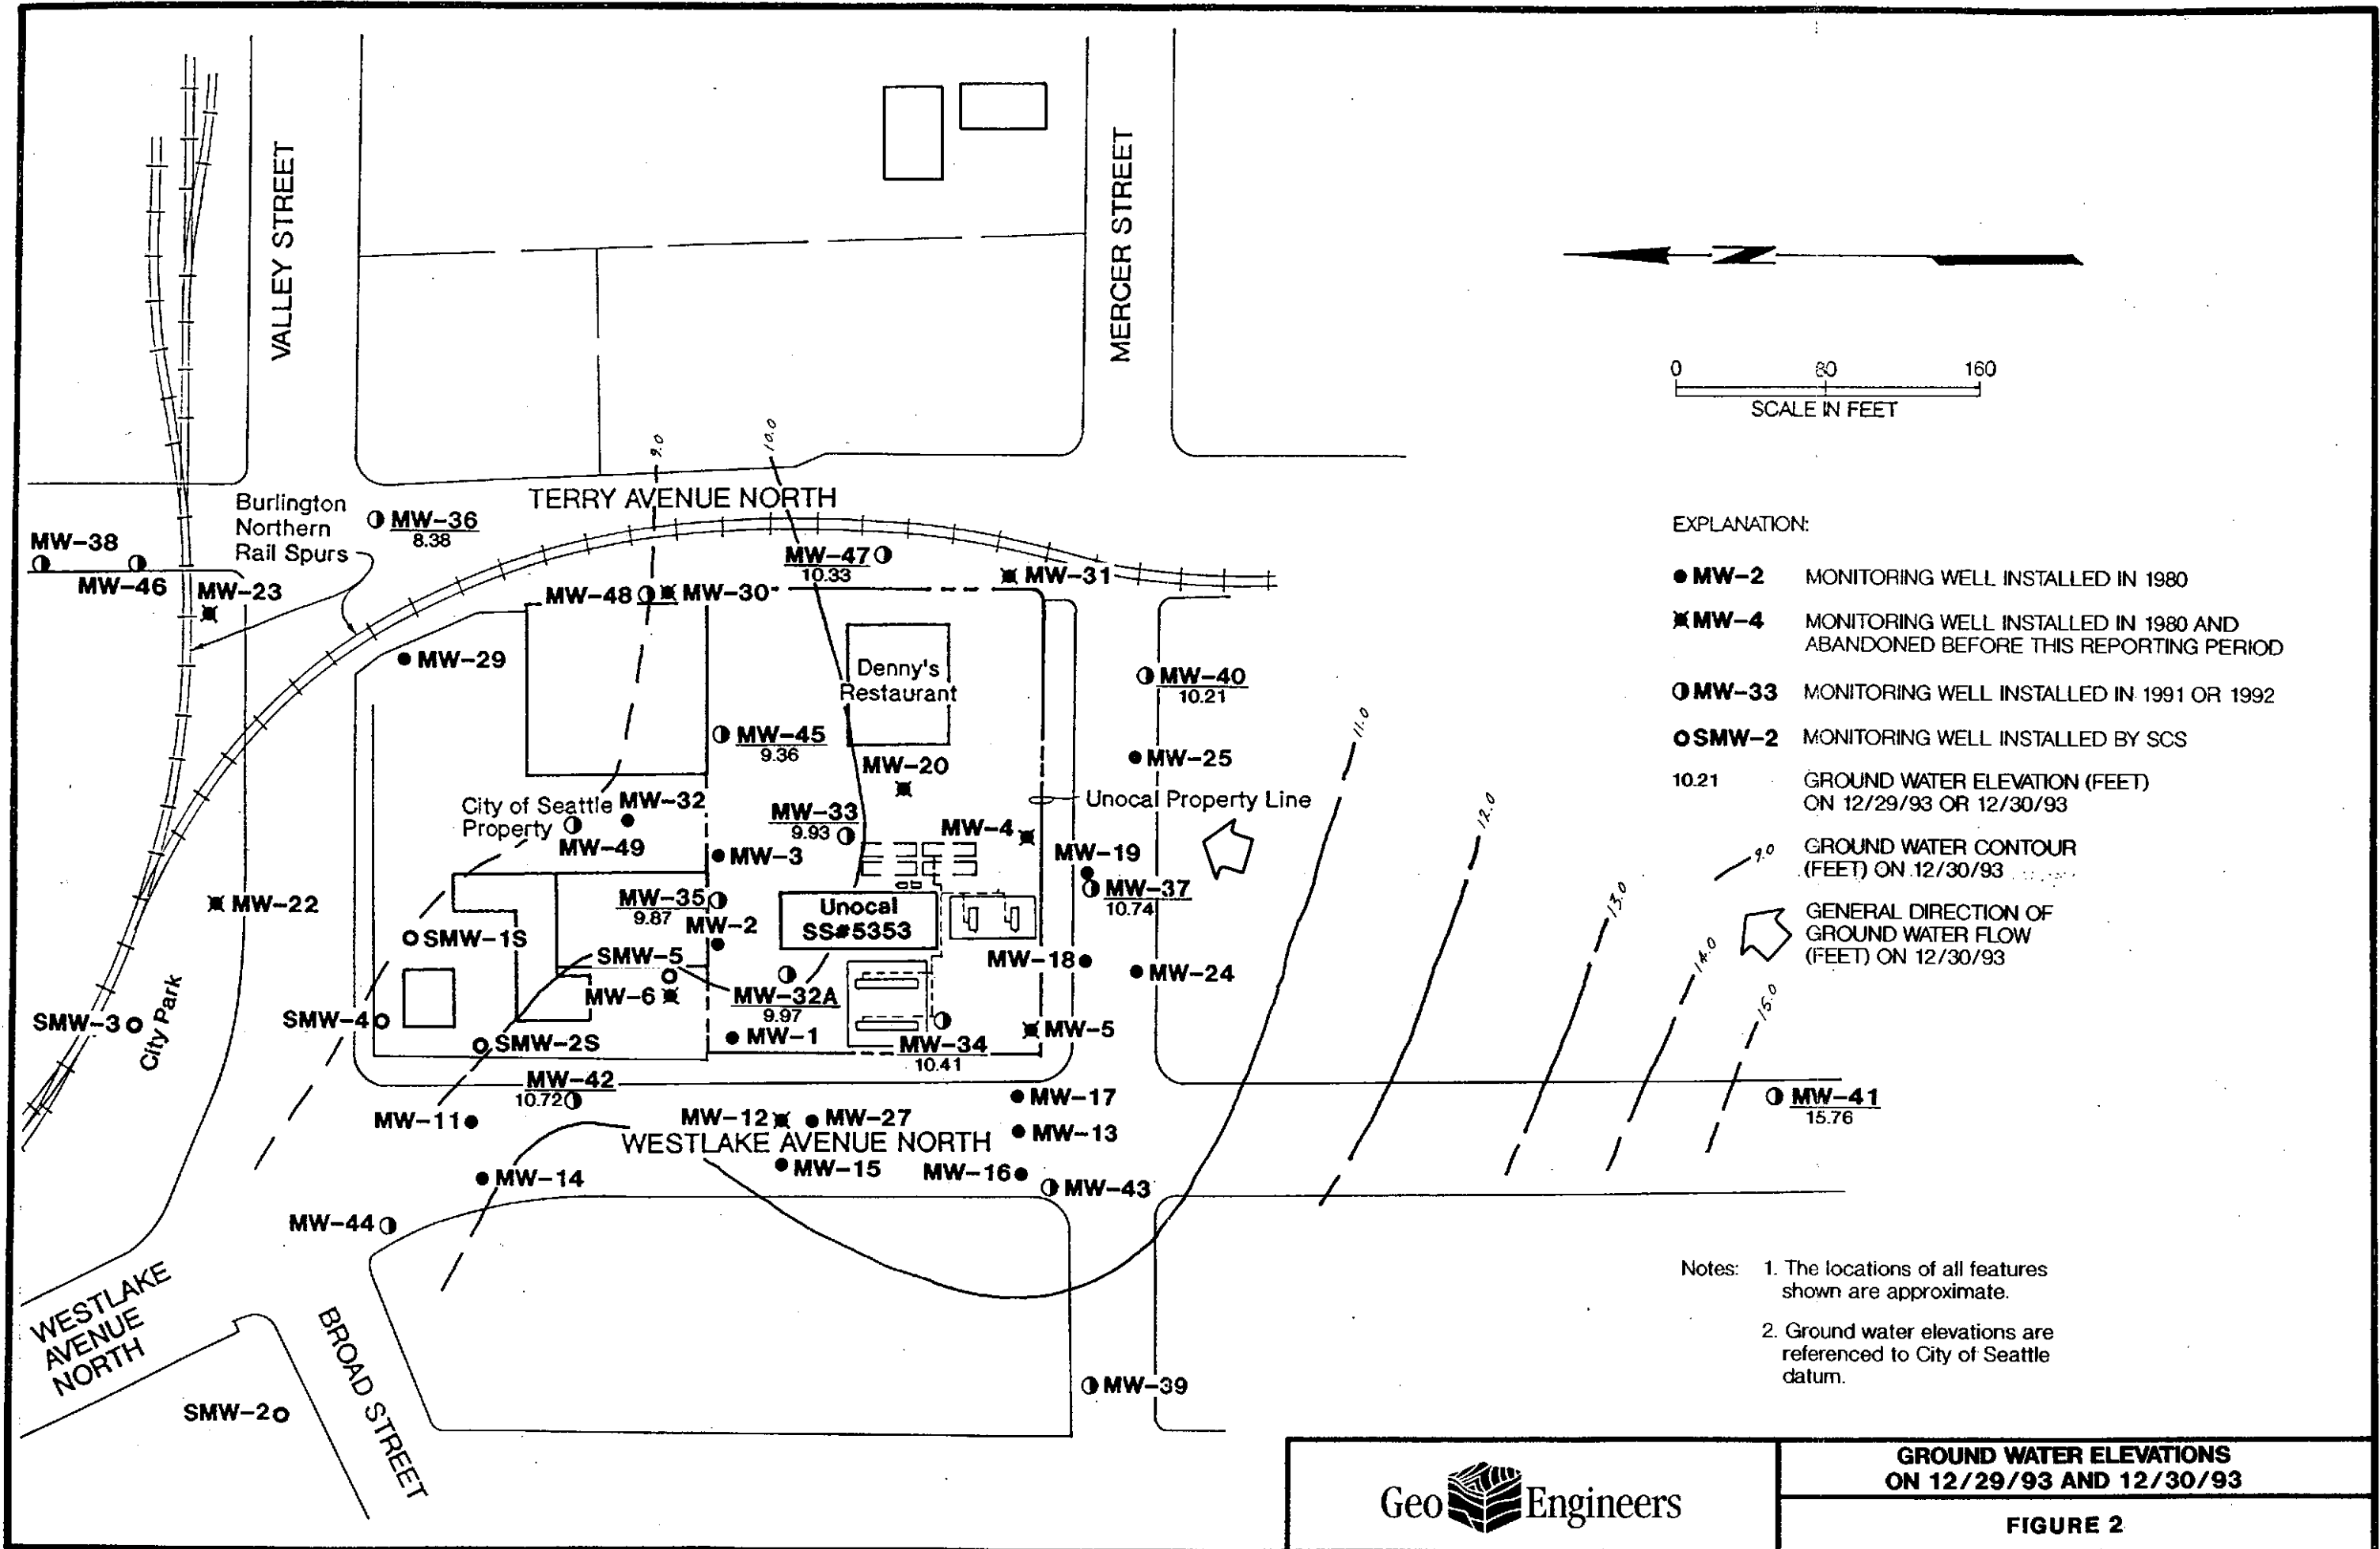 VALLEY STREET
MERCER STREET
0 80 160
SCALE IN FEET
9.0
10.0
TERRY AVENUE NORTH
Burlington
Northern
Rail Spurs
MW-36
8.38
MW-38
MW-46
MW-23
MW-47
10.33
MW-31
MW-48
MW-30
MW-29
Denny's
Restaurant
MW-40
10.21
MW-45
9.36
MW-25
MW-20
City of Seattle
Property
MW-32
MW-49
MW-33
9.93
MW-4
Unocal Property Line
MW-3
MW-19
MW-37
10.74
MW-35
9.87
MW-2
Unocal
SS#5353
MW-22
SMW-1S
SMW-5
MW-6
MW-18
MW-24
MW-32A
9.97
SMW-3
City Park
SMW-4
SMW-2S
MW-1
MW-34
10.41
MW-5
MW-42
10.72
MW-11
MW-12
MW-27
MW-17
MW-13
WESTLAKE AVENUE NORTH
MW-14
MW-15
MW-16
MW-43
MW-44
MW-41
15.76
11.0
12.0
13.0
14.0
15.0
WESTLAKE
AVENUE
NORTH
BROAD STREET
SMW-2
MW-39
EXPLANATION:
MW-2 MONITORING WELL INSTALLED IN 1980
MW-4 MONITORING WELL INSTALLED IN 1980 AND
ABANDONED BEFORE THIS REPORTING PERIOD
MW-33 MONITORING WELL INSTALLED IN 1991 OR 1992
SMW-2 MONITORING WELL INSTALLED BY SCS
10.21 GROUND WATER ELEVATION (FEET)
ON 12/29/93 OR 12/30/93
9.0 GROUND WATER CONTOUR
(FEET) ON 12/30/93
GENERAL DIRECTION OF
GROUND WATER FLOW
(FEET) ON 12/30/93
Notes: 1. The locations of all features
shown are approximate.
2. Ground water elevations are
referenced to City of Seattle
datum.
Geo Engineers
GROUND WATER ELEVATIONS
ON 12/29/93 AND 12/30/93
FIGURE 2
N